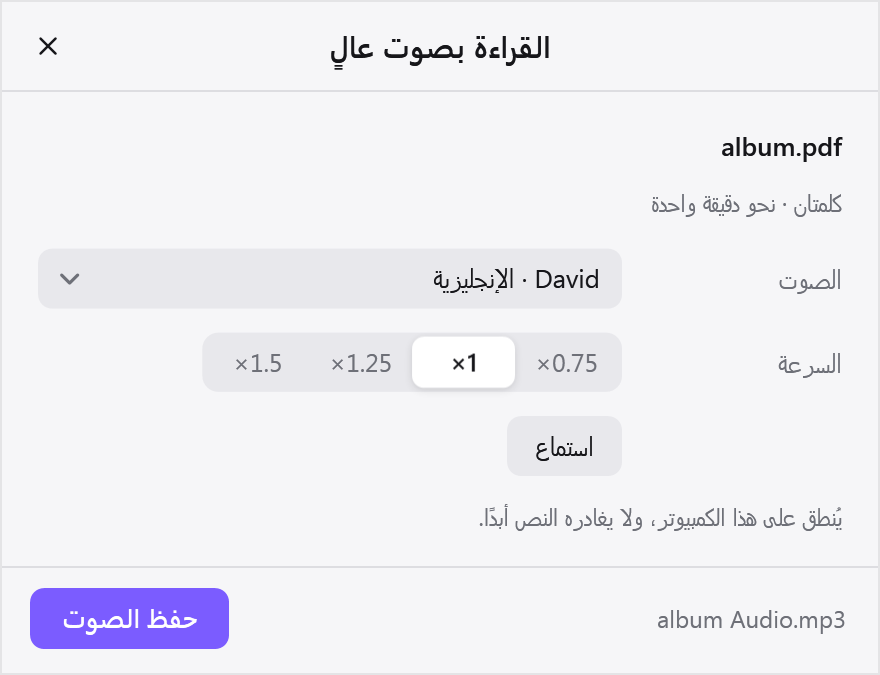 القراءة بصوت عالٍ
album.pdf
كلمتان · نحو دقيقة واحدة
الصوت
David · الإنجليزية
السرعة
0.75× 1× 1.25× 1.5×
استماع
يُنطق على هذا الكمبيوتر، ولا يغادره النص أبدًا.
album Audio.mp3
حفظ الصوت